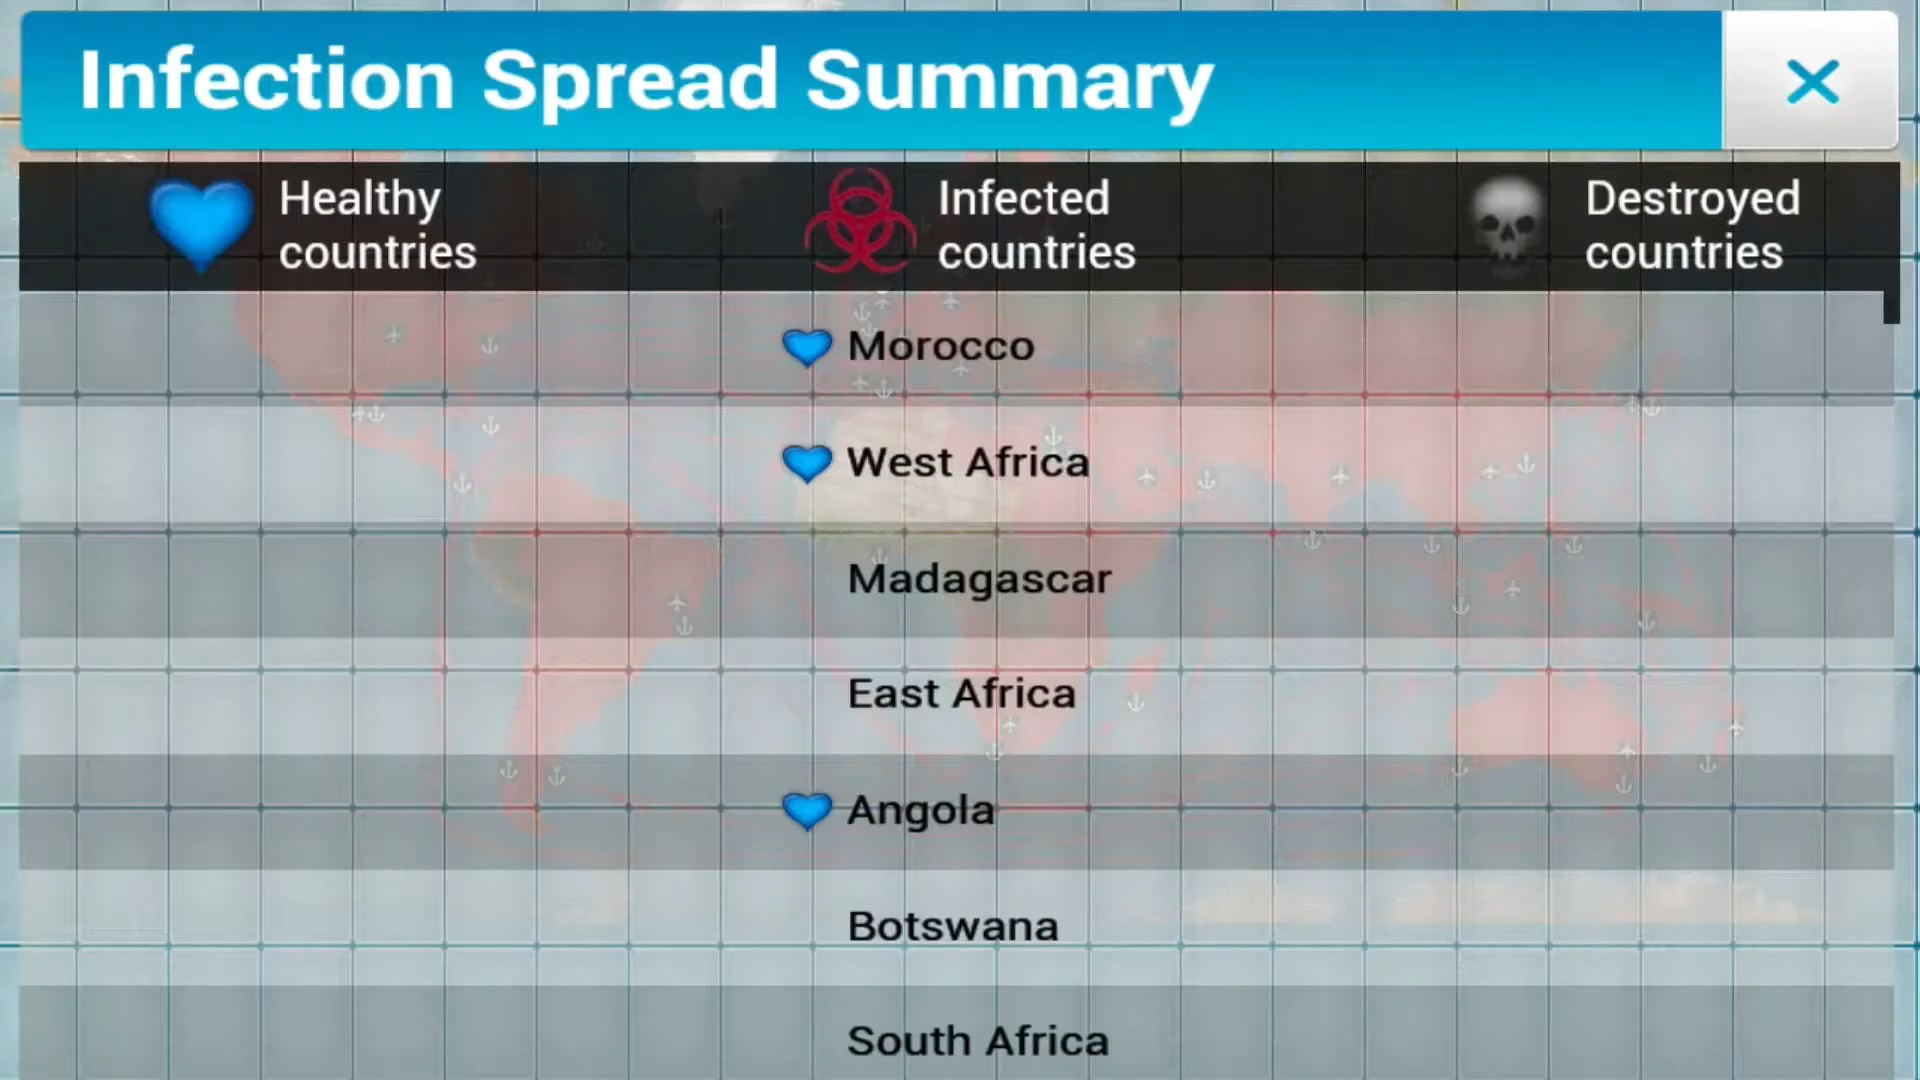 Infection Spread Summary
Healthy
countries
Infected
countries
Destroyed
countries
Morocco
West Africa
Madagascar
East Africa
Angola
Botswana
South Africa